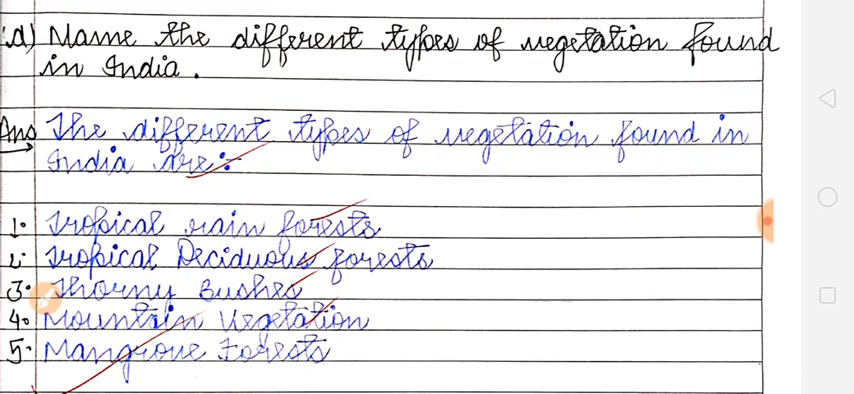 d) Name the different types of vegetation found
in India.
Ans The different types of vegetation found in
India are:-
1. Tropical rain forests
2. Tropical Deciduous forests
3. Thorny Bushes
4. Mountain Vegetation
5. Mangrove Forests